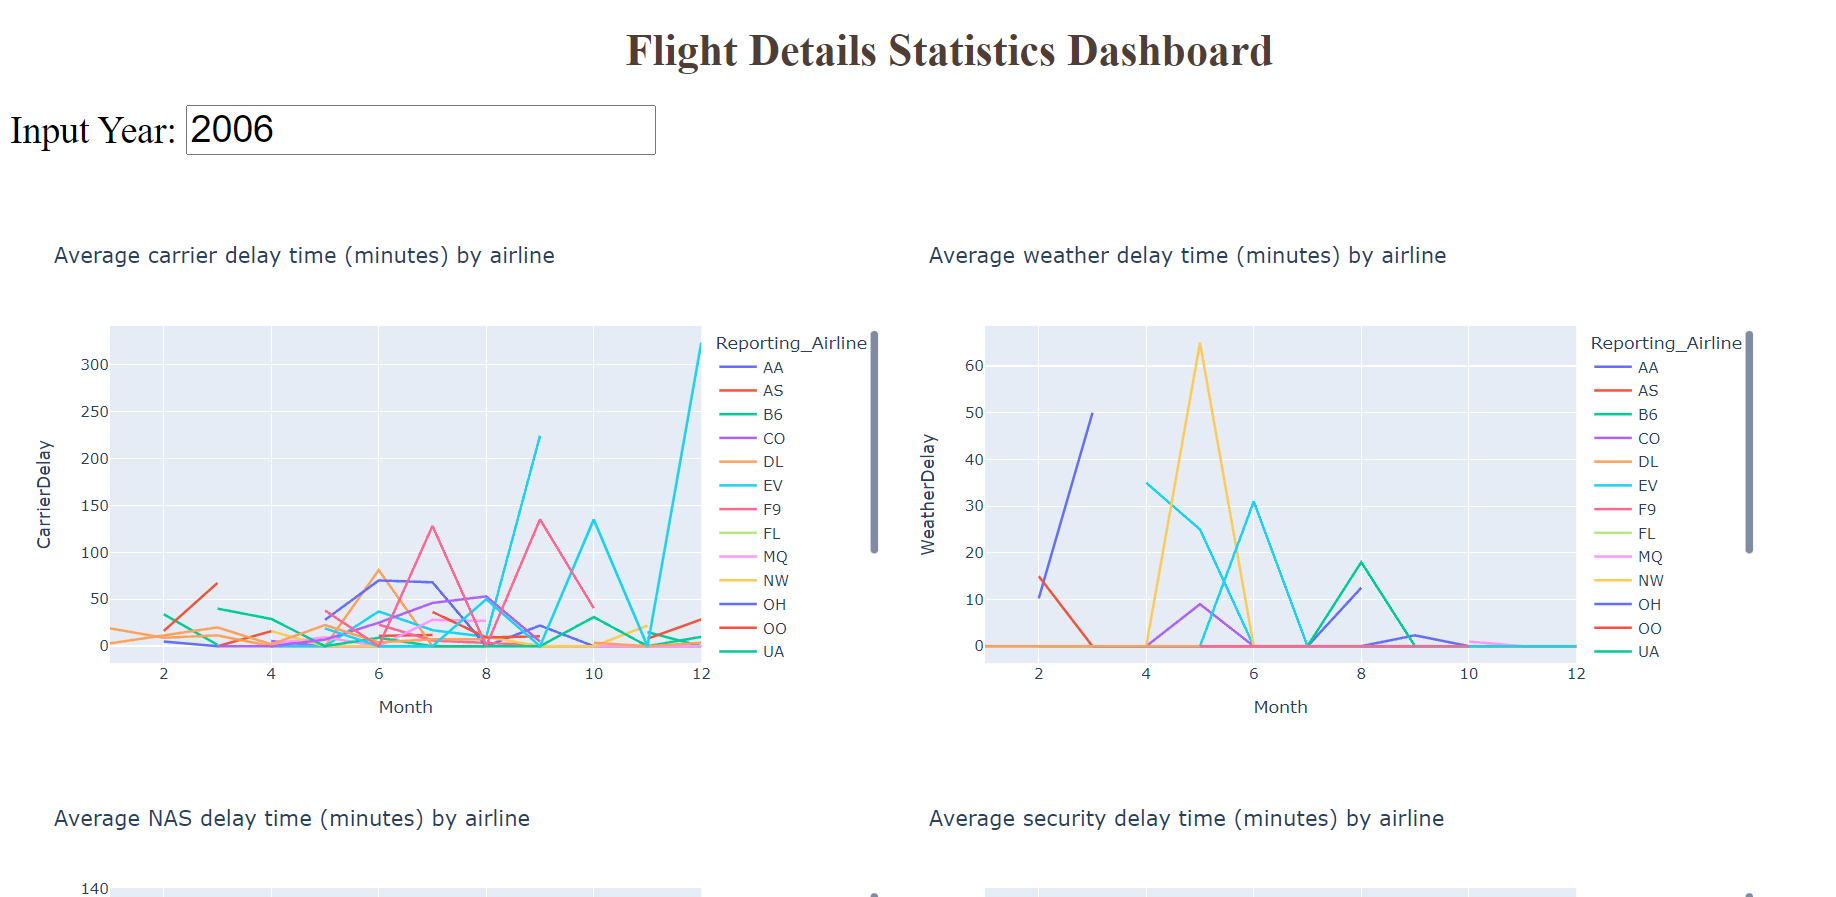 Flight Details Statistics Dashboard
Input Year: 2006
Average carrier delay time (minutes) by airline
CarrierDelay
300
250
200
150
100
50
0
2 4 6 8 10 12
Month
Reporting_Airline
AA
AS
B6
CO
DL
EV
F9
FL
MQ
NW
OH
OO
UA
Average weather delay time (minutes) by airline
WeatherDelay
60
50
40
30
20
10
0
2 4 6 8 10 12
Month
Reporting_Airline
AA
AS
B6
CO
DL
EV
F9
FL
MQ
NW
OH
OO
UA
Average NAS delay time (minutes) by airline
140
Average security delay time (minutes) by airline